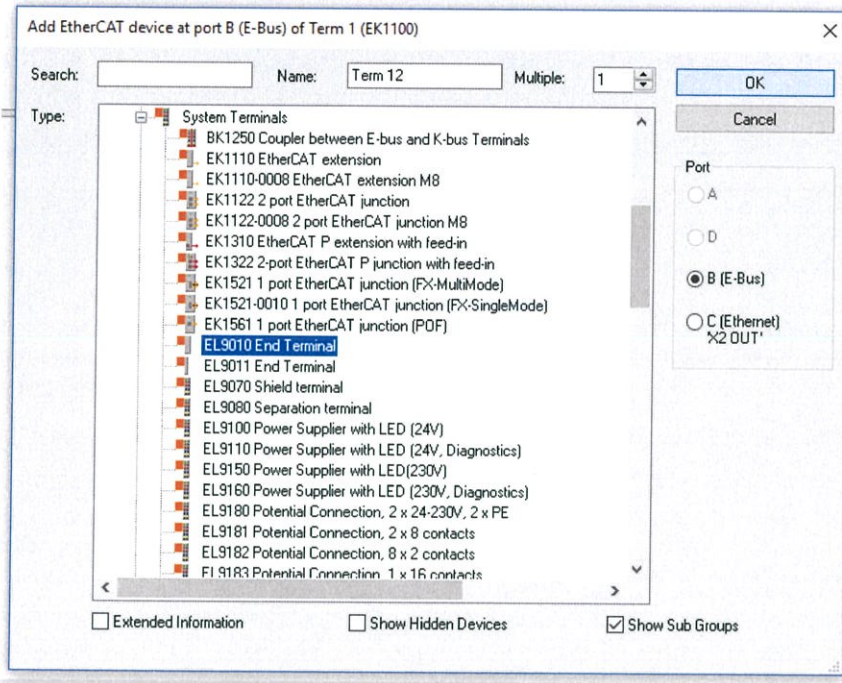 Add EtherCAT device at port B (E-Bus) of Term 1 (EK1100)
Search: Name: Term 12 Multiple: 1 OK
Type: System Terminals Cancel
BK1250 Coupler between E-bus and K-bus Terminals
EK1110 EtherCAT extension
EK1110-0008 EtherCAT extension M8
EK1122 2 port EtherCAT junction
EK1122-0008 2 port EtherCAT junction M8
EK1310 EtherCAT P extension with feed-in
EK1322 2-port EtherCAT P junction with feed-in
EK1521 1 port EtherCAT junction (FX-MultiMode)
EK1521-0010 1 port EtherCAT junction (FX-SingleMode)
EK1561 1 port EtherCAT junction (POF)
EL9010 End Terminal
EL9011 End Terminal
EL9070 Shield terminal
EL9080 Separation terminal
EL9100 Power Supplier with LED (24V)
EL9110 Power Supplier with LED (24V, Diagnostics)
EL9150 Power Supplier with LED(230V)
EL9160 Power Supplier with LED (230V, Diagnostics)
EL9180 Potential Connection, 2 x 24-230V, 2 x PE
EL9181 Potential Connection, 2 x 8 contacts
EL9182 Potential Connection, 8 x 2 contacts
EL9183 Potential Connection, 1 x 16 contacts
Port
A
D
B (E-Bus)
C (Ethernet)
'X2 OUT'
Extended Information Show Hidden Devices Show Sub Groups